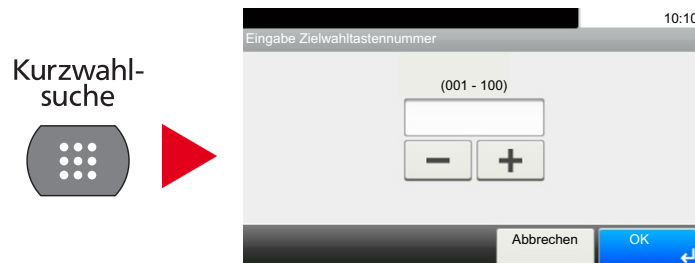 Kurzwahl-
suche
10:10
Eingabe Zielwahltastennummer
(001 - 100)
Abbrechen
OK